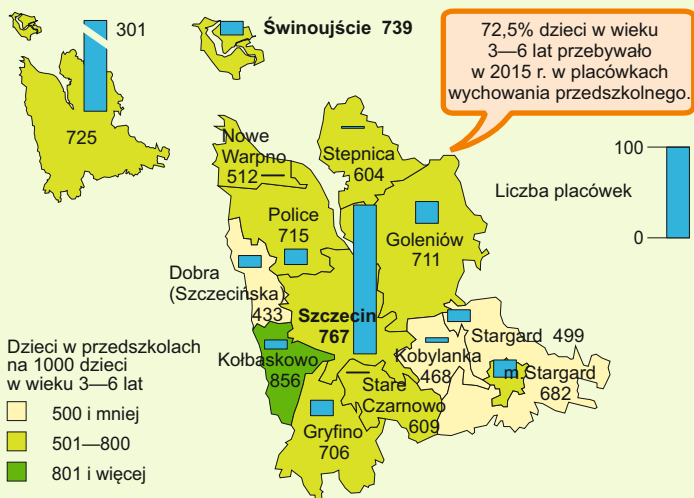 301
725
Świnoujście 739
72,5% dzieci w wieku
3—6 lat przebywało
w 2015 r. w placówkach
wychowania przedszkolnego.
Nowe
Warpno
512
Stepnica
604
100
Liczba placówek
0
Police
715
Goleniów
711
Dobra
(Szczecińska)
433
Szczecin
767
Stargard 499
Kobylanka
468
m.Stargard
682
Kołbaskowo
856
Stare
Czarnowo
609
Gryfino
706
Dzieci w przedszkolach
na 1000 dzieci
w wieku 3—6 lat
500 i mniej
501—800
801 i więcej